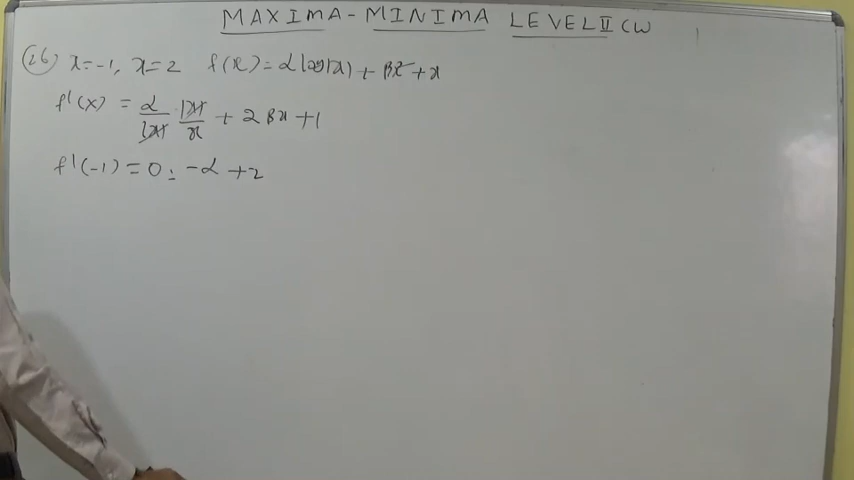 MAXIMA-MINIMA LEVEL II CW
(26) x=-1, x=2 f(x)=α log|x| + βx² + x
f'(x) = α/|x| · |x|/x + 2βx + 1
f'(-1) = 0 : -α + 2